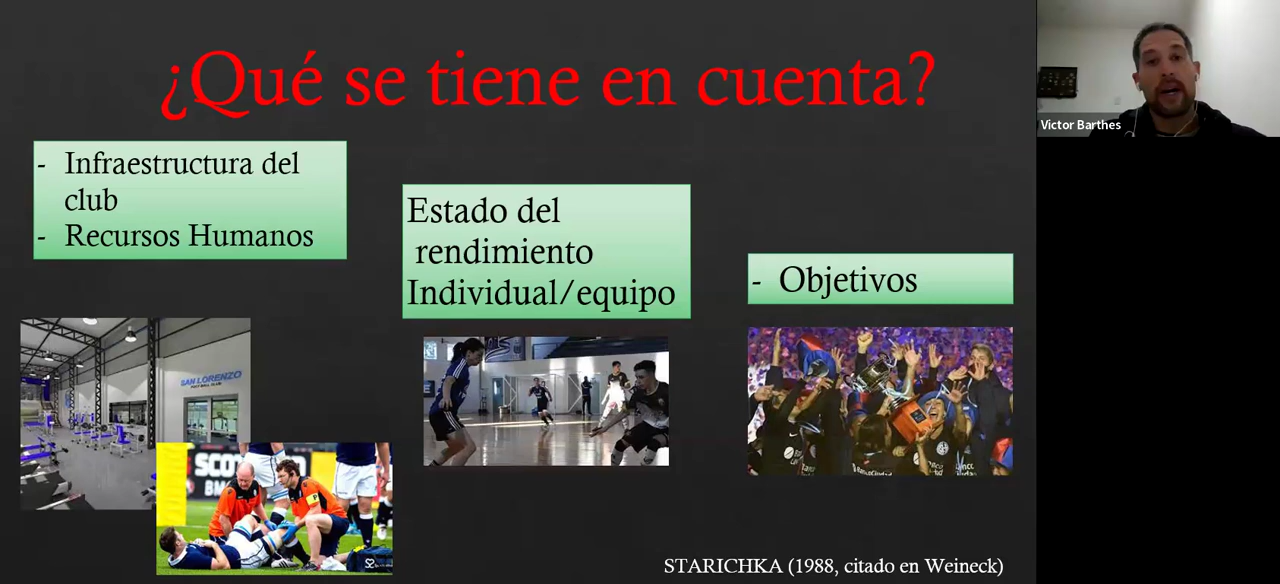 ¿Qué se tiene en cuenta?
- Infraestructura del
club
- Recursos Humanos
Estado del
rendimiento
Individual/equipo
- Objetivos
SAN LORENZO
STARICHKA (1988, citado en Weineck)
Victor Barthes